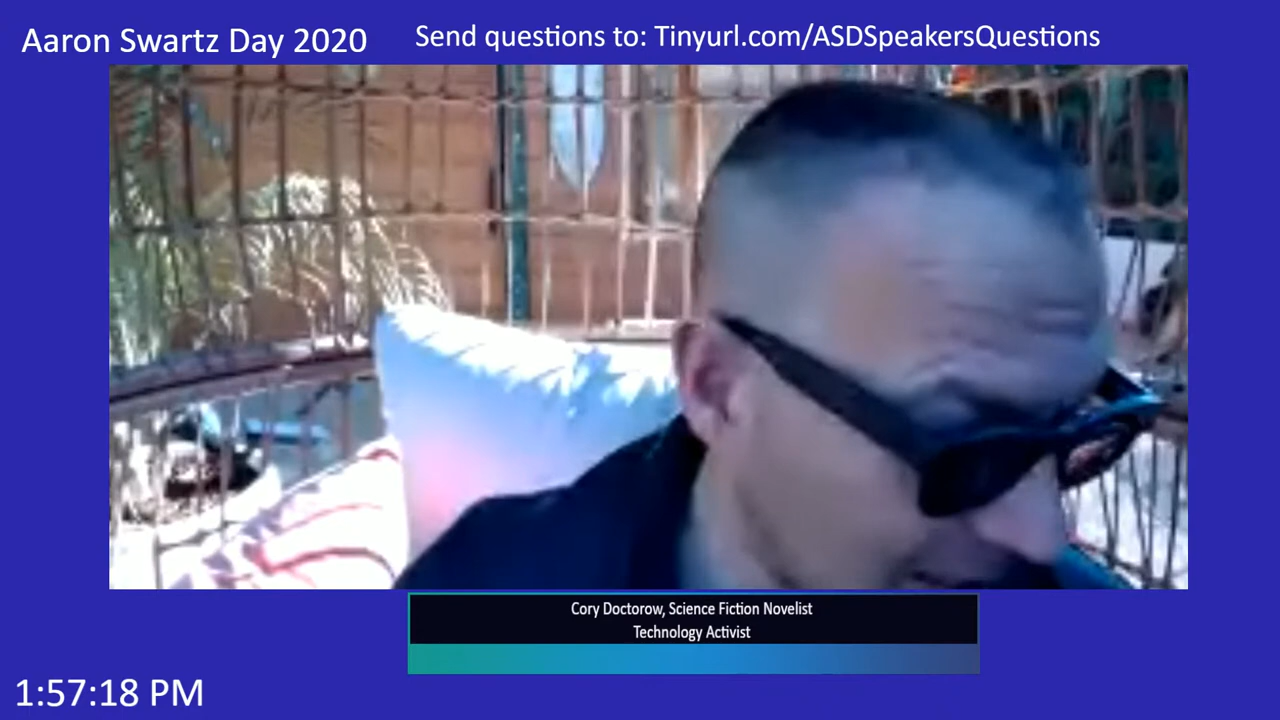 Aaron Swartz Day 2020
Send questions to: Tinyurl.com/ASDSpeakersQuestions
Cory Doctorow, Science Fiction Novelist
Technology Activist
1:57:18 PM